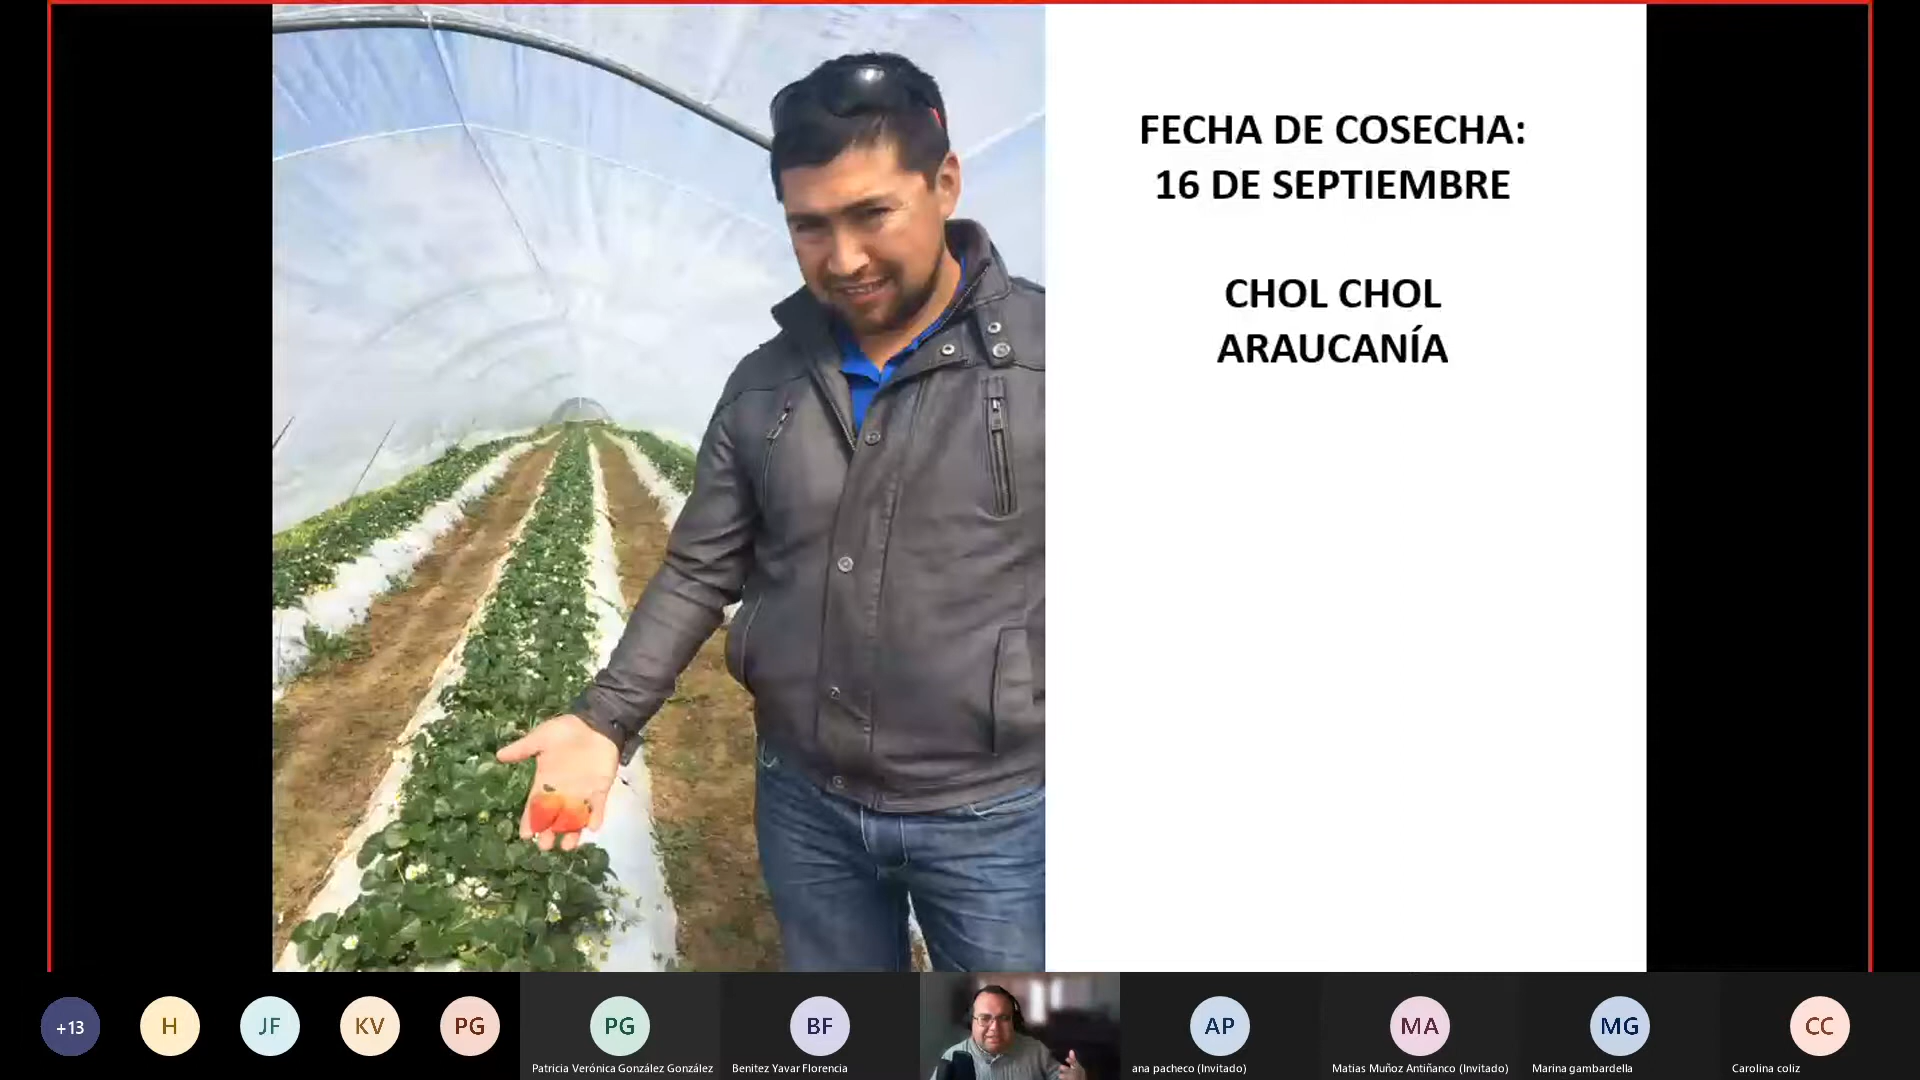 FECHA DE COSECHA:
16 DE SEPTIEMBRE
CHOL CHOL
ARAUCANÍA
+13
H
JF
KV
PG
PG
BF
AP
MA
MG
CC
Patricia Verónica González González
Benitez Yavar Florencia
ana pacheco (Invitado)
Matias Muñoz Antiñanco (Invitado)
Marina gambardella
Carolina coliz